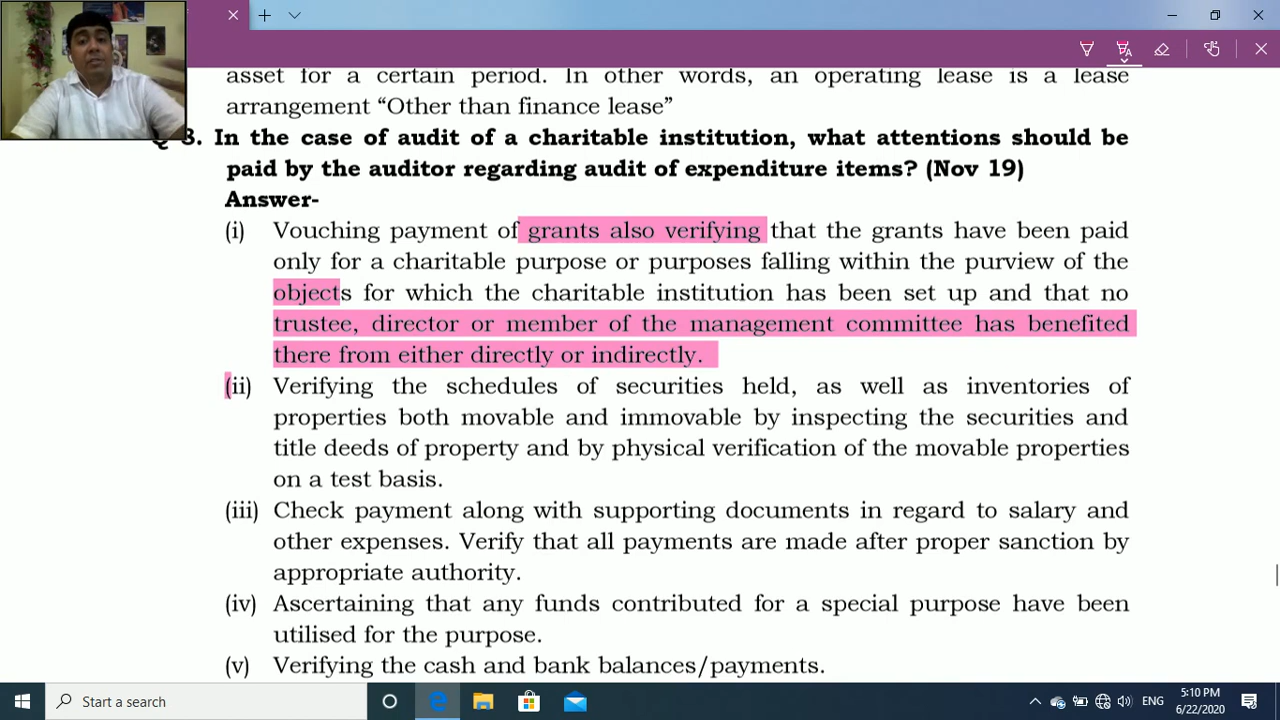 asset for a certain period. In other words, an operating lease is a lease
arrangement “Other than finance lease”
Q 8. In the case of audit of a charitable institution, what attentions should be
paid by the auditor regarding audit of expenditure items? (Nov 19)
Answer-
(i) Vouching payment of grants also verifying that the grants have been paid
only for a charitable purpose or purposes falling within the purview of the
objects for which the charitable institution has been set up and that no
trustee, director or member of the management committee has benefited
there from either directly or indirectly.
(ii) Verifying the schedules of securities held, as well as inventories of
properties both movable and immovable by inspecting the securities and
title deeds of property and by physical verification of the movable properties
on a test basis.
(iii) Check payment along with supporting documents in regard to salary and
other expenses. Verify that all payments are made after proper sanction by
appropriate authority.
(iv) Ascertaining that any funds contributed for a special purpose have been
utilised for the purpose.
(v) Verifying the cash and bank balances/payments.
Start a search
ENG
5:10 PM
6/22/2020